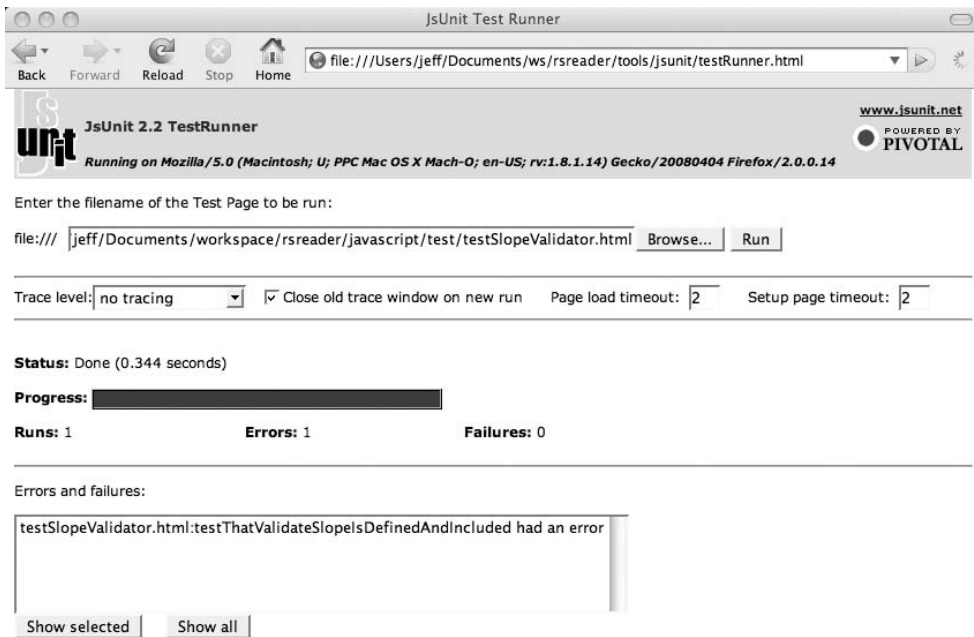 JsUnit Test Runner
Back Forward Reload Stop Home file:///Users/jeff/Documents/ws/rsreader/tools/jsunit/testRunner.html
Js
unit
JsUnit 2.2 TestRunner
www.jsunit.net
POWERED BY
PIVOTAL
Running on Mozilla/5.0 (Macintosh; U; PPC Mac OS X Mach-O; en-US; rv:1.8.1.14) Gecko/20080404 Firefox/2.0.0.14
Enter the filename of the Test Page to be run:
file:/// jeff/Documents/workspace/rsreader/javascript/test/testSlopeValidator.html Browse... Run
Trace level: no tracing Close old trace window on new run Page load timeout: 2 Setup page timeout: 2
Status: Done (0.344 seconds)
Progress:
Runs: 1 Errors: 1 Failures: 0
Errors and failures:
testSlopeValidator.html:testThatValidateSlopeIsDefinedAndIncluded had an error
Show selected Show all